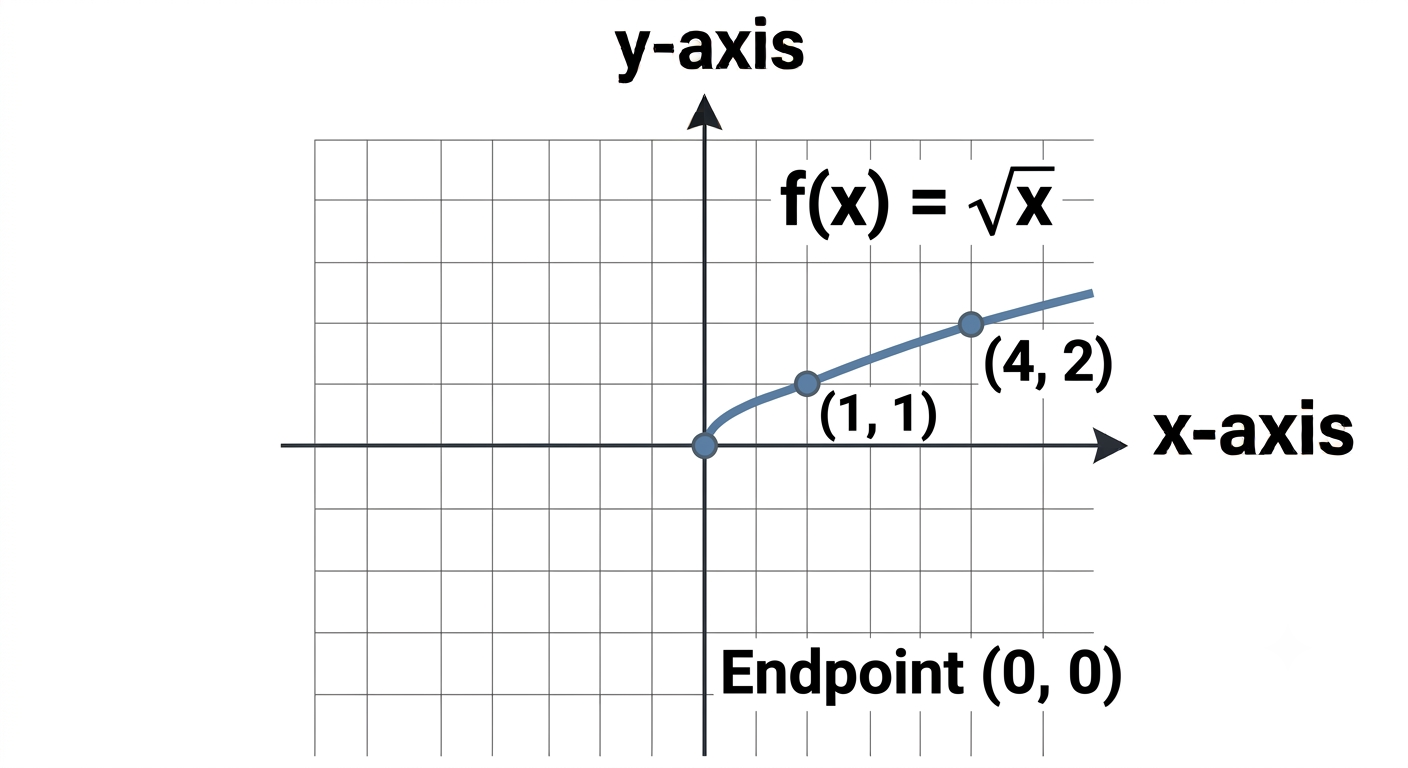 y-axis
f(x) = √x
(4, 2)
(1, 1)
x-axis
Endpoint (0, 0)